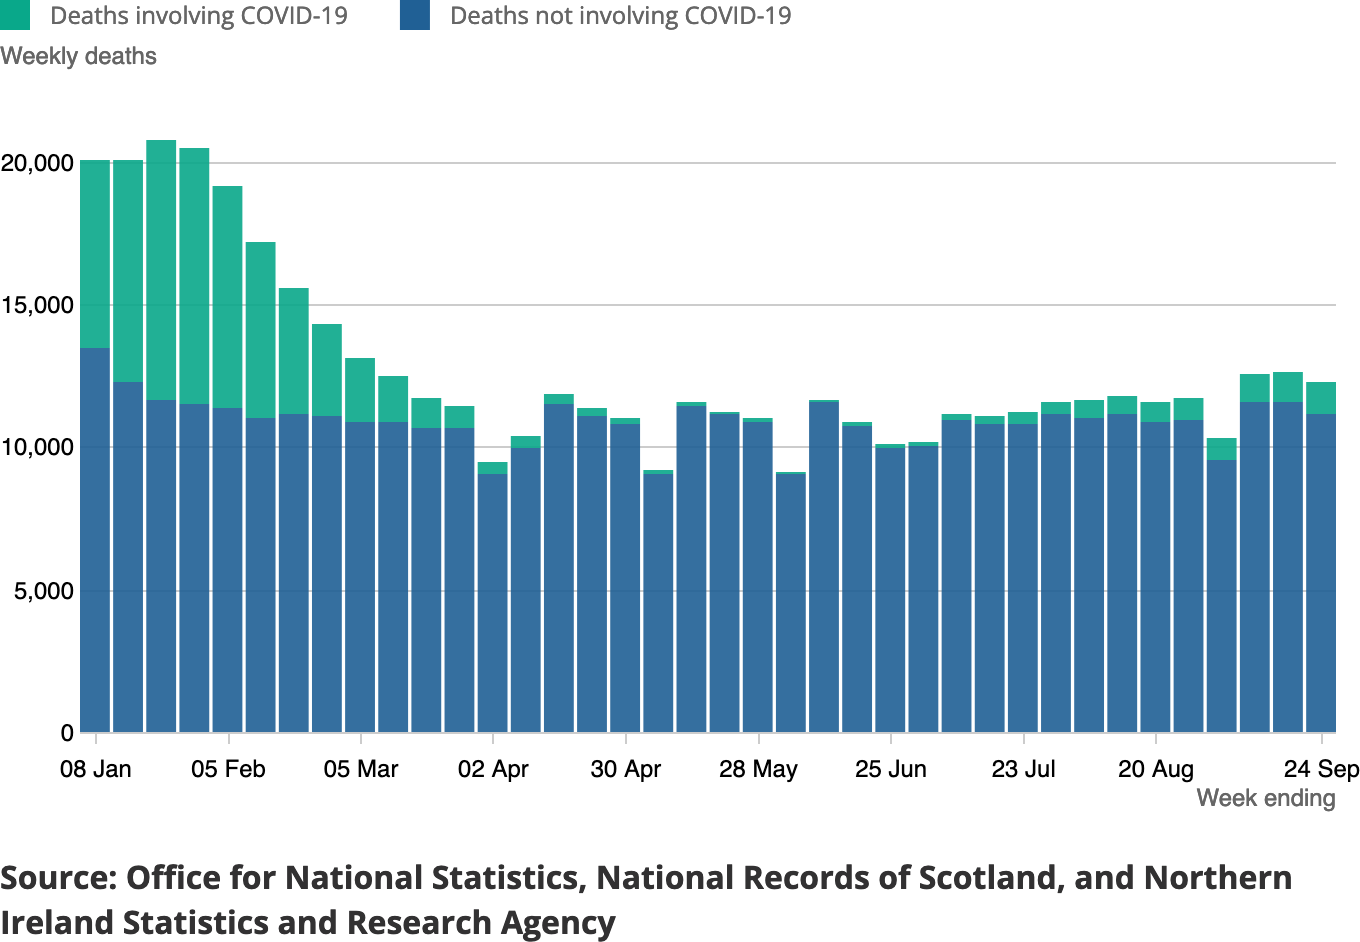 Deaths involving COVID-19 Deaths not involving COVID-19
Weekly deaths
20,000
15,000
10,000
5,000
0
08 Jan 05 Feb 05 Mar 02 Apr 30 Apr 28 May 25 Jun 23 Jul 20 Aug 24 Sep
Week ending
Source: Office for National Statistics, National Records of Scotland, and Northern
Ireland Statistics and Research Agency